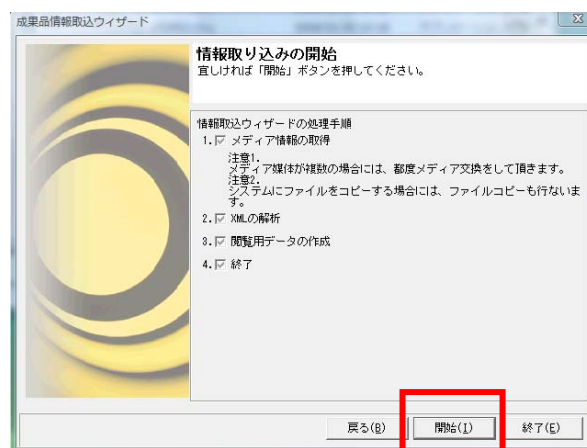 成果品情報取込ウィザード
情報取り込みの開始
宜しければ「開始」ボタンを押してください。
情報取込ウィザードの処理手順
1. メディア情報の取得
注意1.
メディア媒体が複数の場合には、都度メディア交換をして頂きます。
注意2.
システムにファイルをコピーする場合には、ファイルコピーも行ないま
す。
2. XMLの解析
3. 閲覧用データの作成
4. 終了
戻る(B) 開始(I) 終了(E)